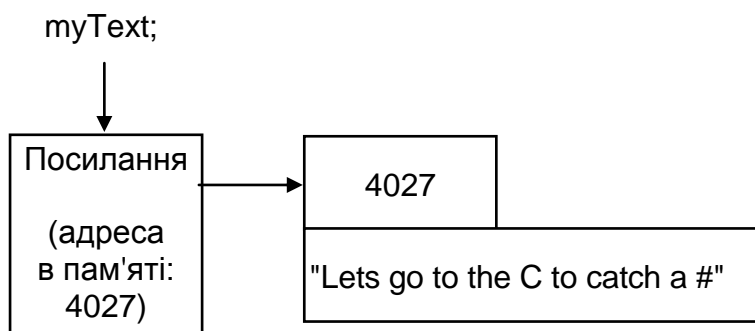 myText;
Посилання
(адреса
в пам'яті:
4027)
4027
"Lets go to the C to catch a #"